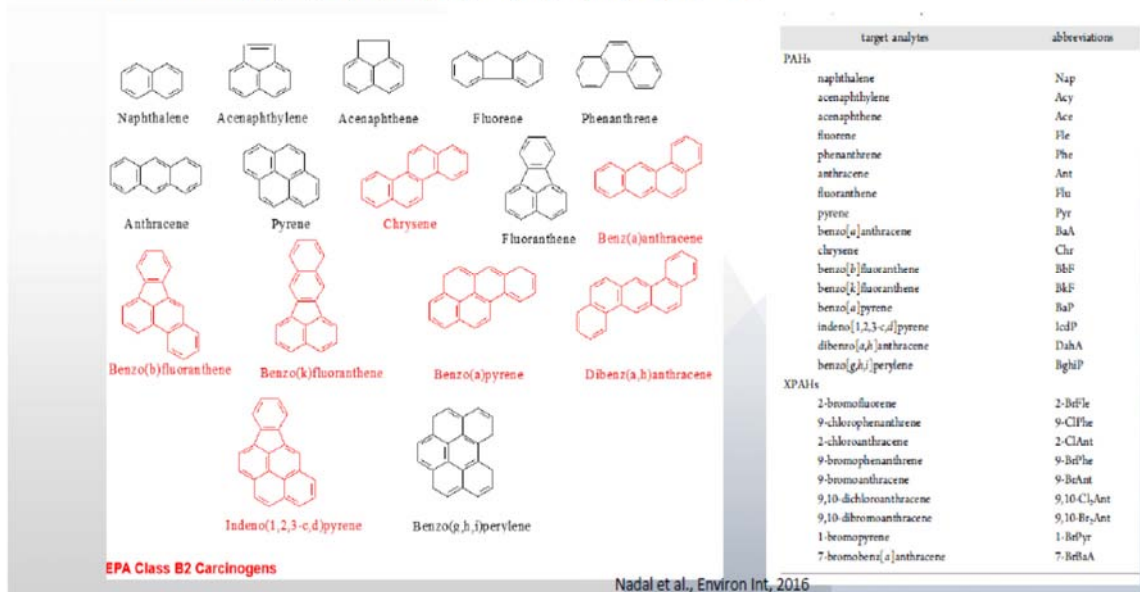 Naphthalene Acenaphthylene Acenaphthene Fluorene Phenanthrene
Anthracene Pyrene Chrysene Fluoranthene Benz(a)anthracene
Benzo(b)fluoranthene Benzo(k)fluoranthene Benzo(a)pyrene Dibenz(a,h)anthracene
Indeno(1,2,3-c,d)pyrene Benzo(g,h,i)perylene
EPA Class B2 Carcinogens
target analytes abbreviations
PAHs
naphthalene Nap
acenaphthylene Acy
acenaphthene Ace
fluorene Fle
phenanthrene Phe
anthracene Ant
fluoranthene Flu
pyrene Pyr
benzo[a]anthracene BaA
chrysene Chr
benzo[b]fluoranthene BbF
benzo[k]fluoranthene BkF
benzo[a]pyrene BaP
indeno[1,2,3-c,d]pyrene IcdP
dibenzo[a,h]anthracene DahA
benzo[g,h,i]perylene BghiP
XPAHs
2-bromofluorene 2-BrFle
9-chlorophenanthrene 9-ClPhe
2-chloroanthracene 2-ClAnt
9-bromophenanthrene 9-BrPhe
9-bromoanthracene 9-BrAnt
9,10-dichloroanthracene 9,10-Cl₂Ant
9,10-dibromoanthracene 9,10-Br₂Ant
1-bromopyrene 1-BrPyr
7-bromobenz[a]anthracene 7-BrBaA
Nadal et al., Environ Int, 2016